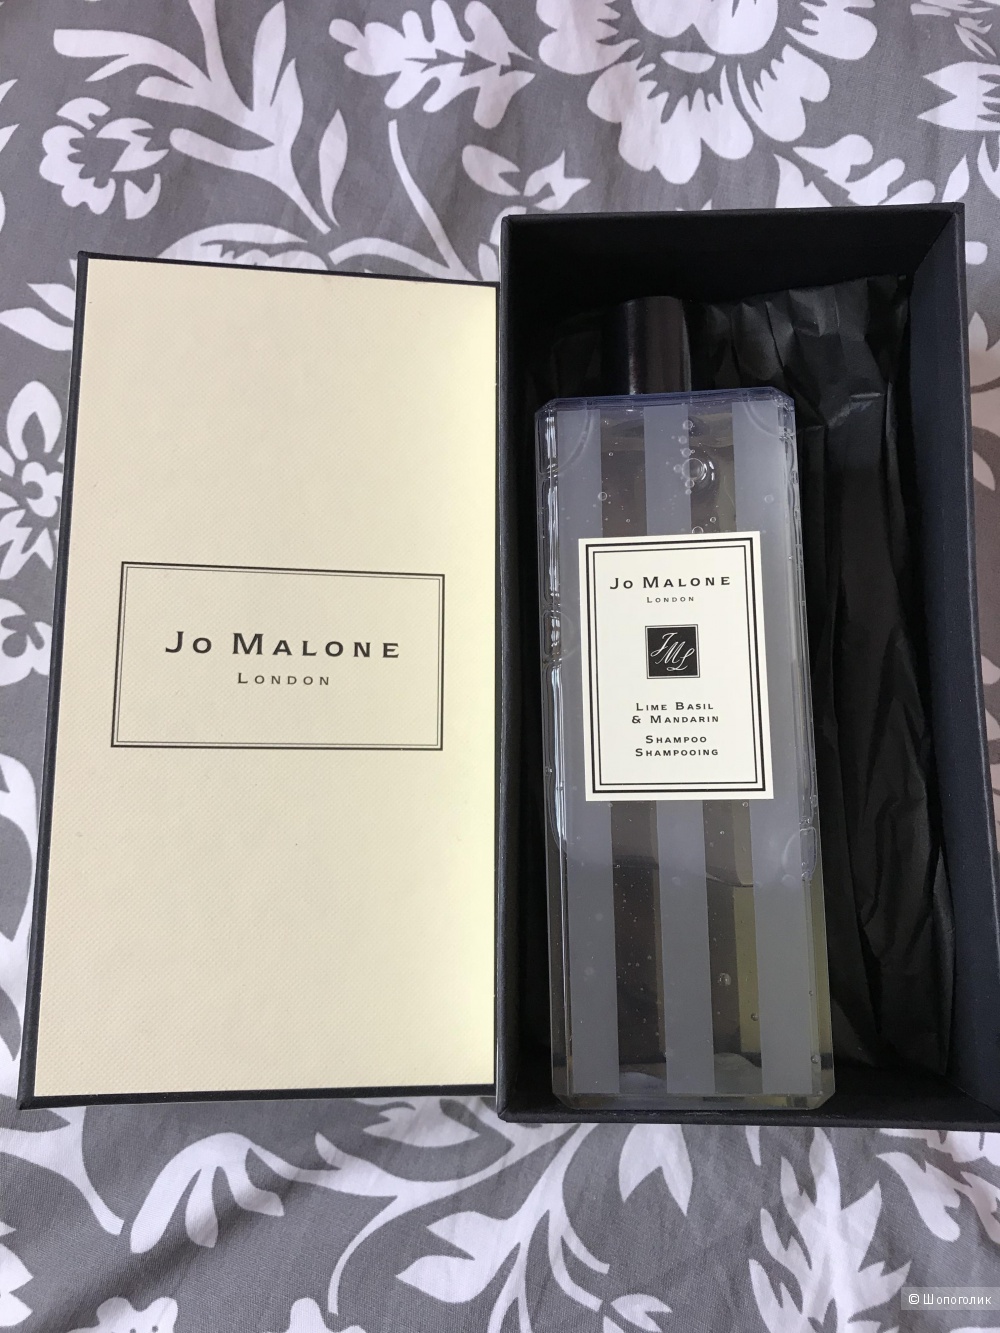 Jo Malone
London
Jo Malone
London
JML
Lime Basil
& Mandarin
Shampoo
Shampooing
© Шопоголик